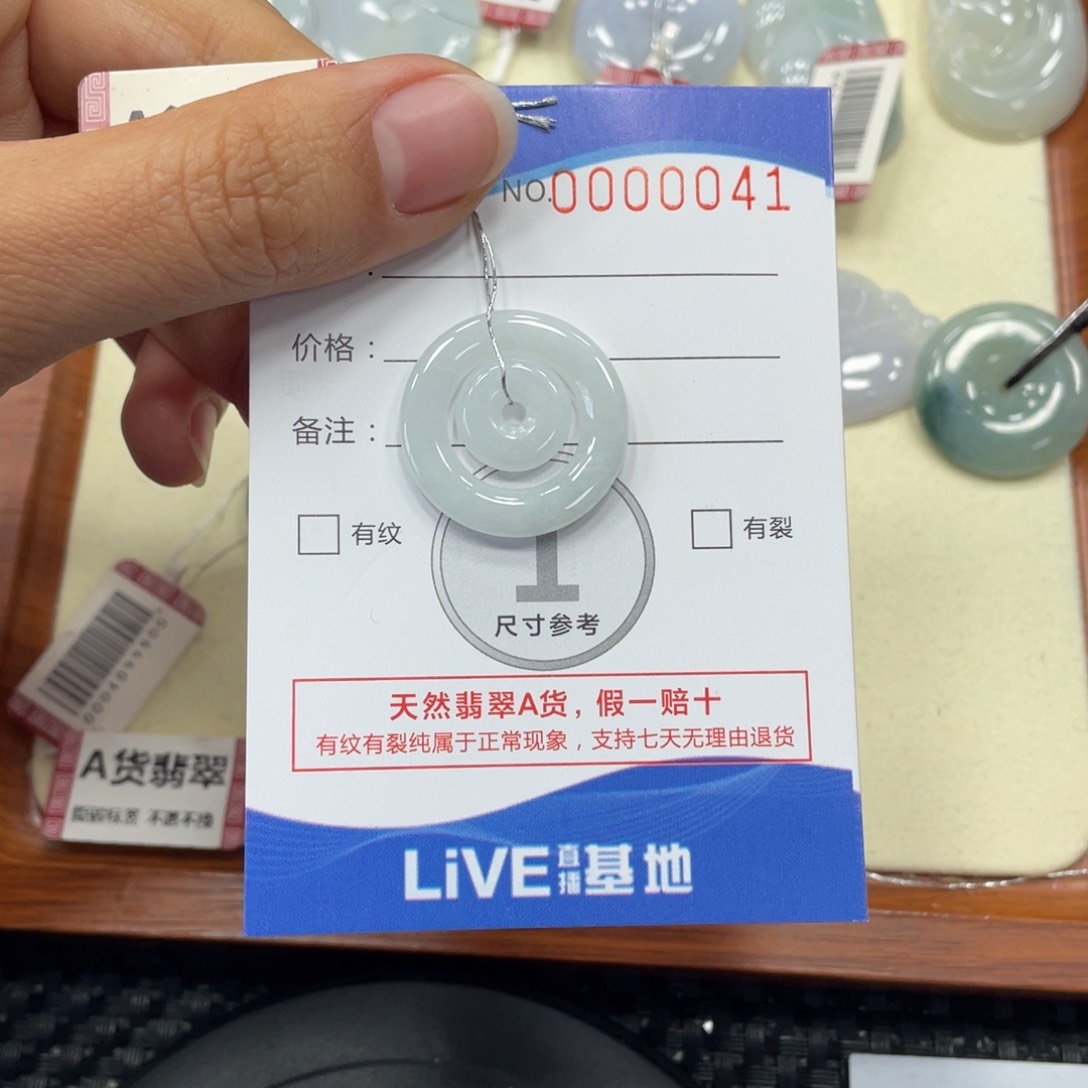 NO.0000041
价格：
备注：
有纹
有裂
1
尺寸参考
天然翡翠A货，假一赔十
有纹有裂纯属于正常现象，支持七天无理由退货
LiVE直播基地
A货翡翠